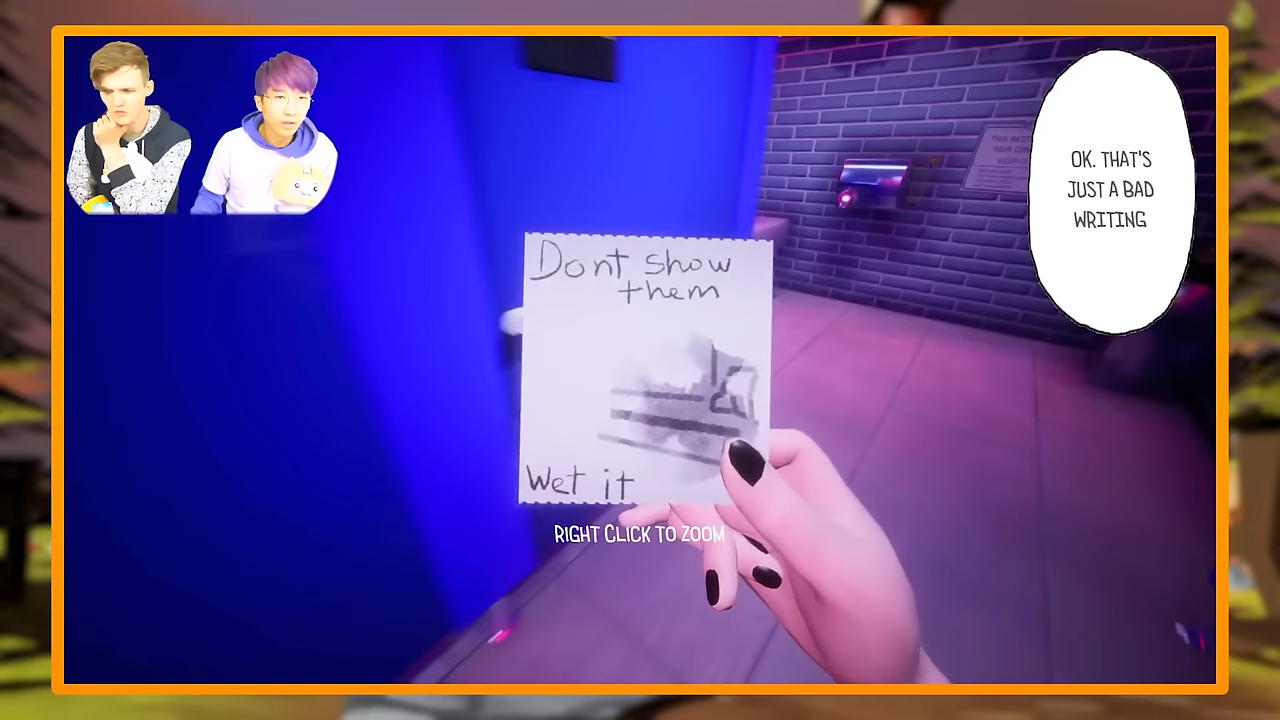 OK. THAT'S
JUST A BAD
WRITING
Dont show
them
Wet it
RIGHT CLICK TO ZOOM